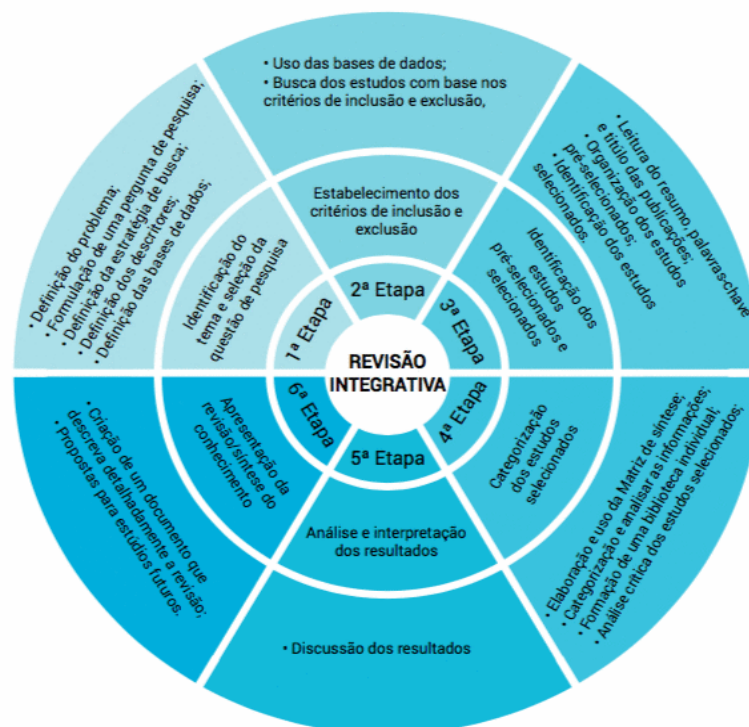 REVISÃO
INTEGRATIVA
1ª Etapa
Identificação do
tema e seleção da
questão de pesquisa
• Definição do problema;
• Formulação de uma pergunta de pesquisa;
• Definição da estratégia de busca;
• Definição dos descritores;
• Definição das bases de dados;
2ª Etapa
Estabelecimento dos
critérios de inclusão e
exclusão
• Uso das bases de dados;
• Busca dos estudos com base nos
critérios de inclusão e exclusão,
3ª Etapa
Identificação dos
estudos
pré-selecionados e
selecionados
• Leitura do resumo, palavras-chave
e título das publicações;
• Organização dos estudos
pré-selecionados;
• Identificação dos estudos
selecionados.
4ª Etapa
Categorização
dos estudos
selecionados
• Elaboração e uso da Matriz de síntese;
• Categorização e analisar as informações;
• Formação de uma biblioteca individual;
• Análise crítica dos estudos selecionados;
5ª Etapa
Análise e interpretação
dos resultados
• Discussão dos resultados
6ª Etapa
Apresentação da
revisão/síntese do
conhecimento
• Criação de um documento que
descreva detalhadamente a revisão;
• Propostas para estúdios futuros.